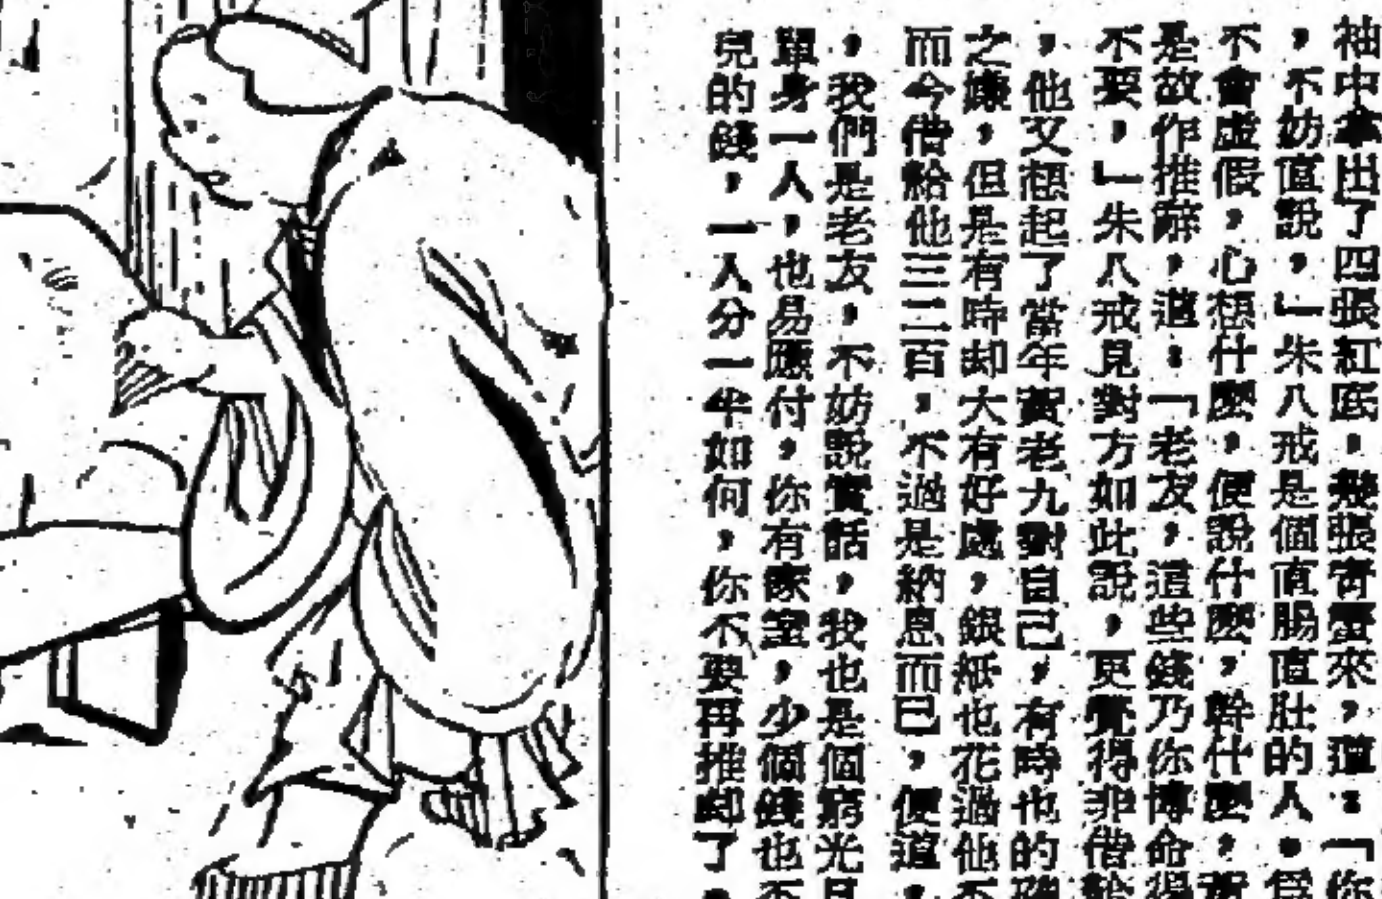 袖中拿出了四張紅底，幾張青蟹來，道：「你
，不妨直說，」朱八戒是個直腸直肚的人。爲
不會虛假，心想什麼，便說什麼，幹什麼，
是故作推辭，道：「老友，這些錢乃你博命得
不要，」朱八戒見對方如此說，更覺得非借給
，他又想起了當年賓老九對自己，有時也的確
之嫌，但是有時却大有好處，銀紙也花過他不
而今借給他三二百，不過是納恩而已，便道，
，我們是老友，不妨說實話，我也是個窮光旦
單身一人，也易應付，你有家室，少個錢也不
兒的錢，一人分一半如何，你不要再推却了。